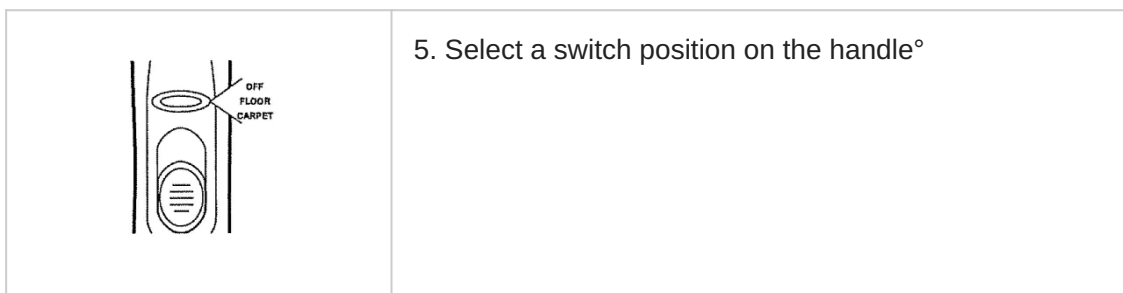 5. Select a switch position on the handle°
OFF
FLOOR
CARPET